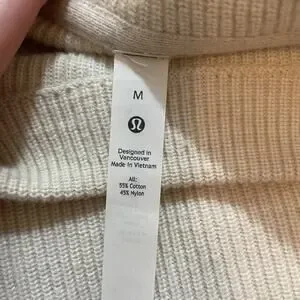 M
Designed in
Vancouver
Made in Vietnam
All:
55% Cotton
45% Nylon